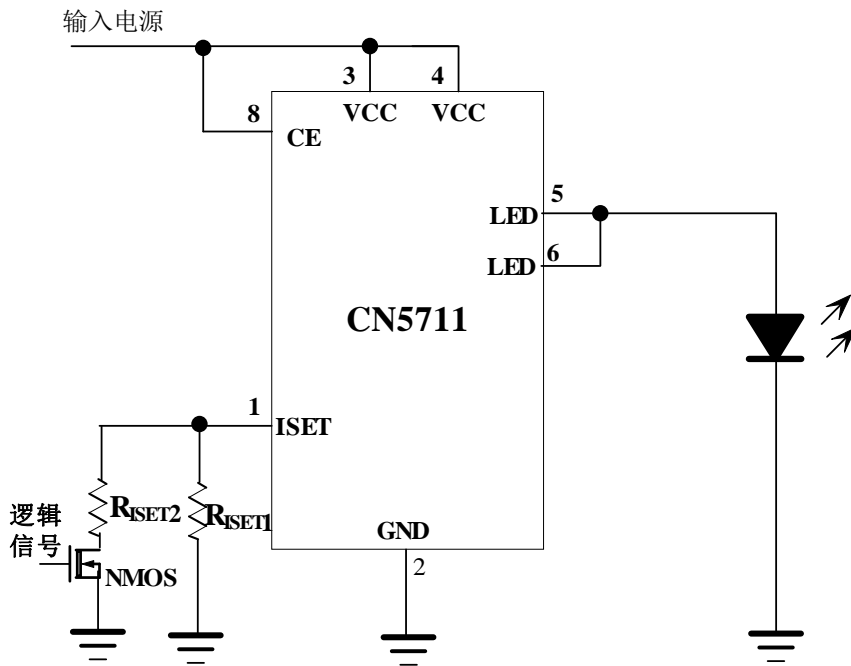 输入电源
3
4
8
VCC
VCC
CE
5
LED
6
LED
CN5711
1
ISET
逻辑
信号
RISET2
RISET1
NMOS
GND
2